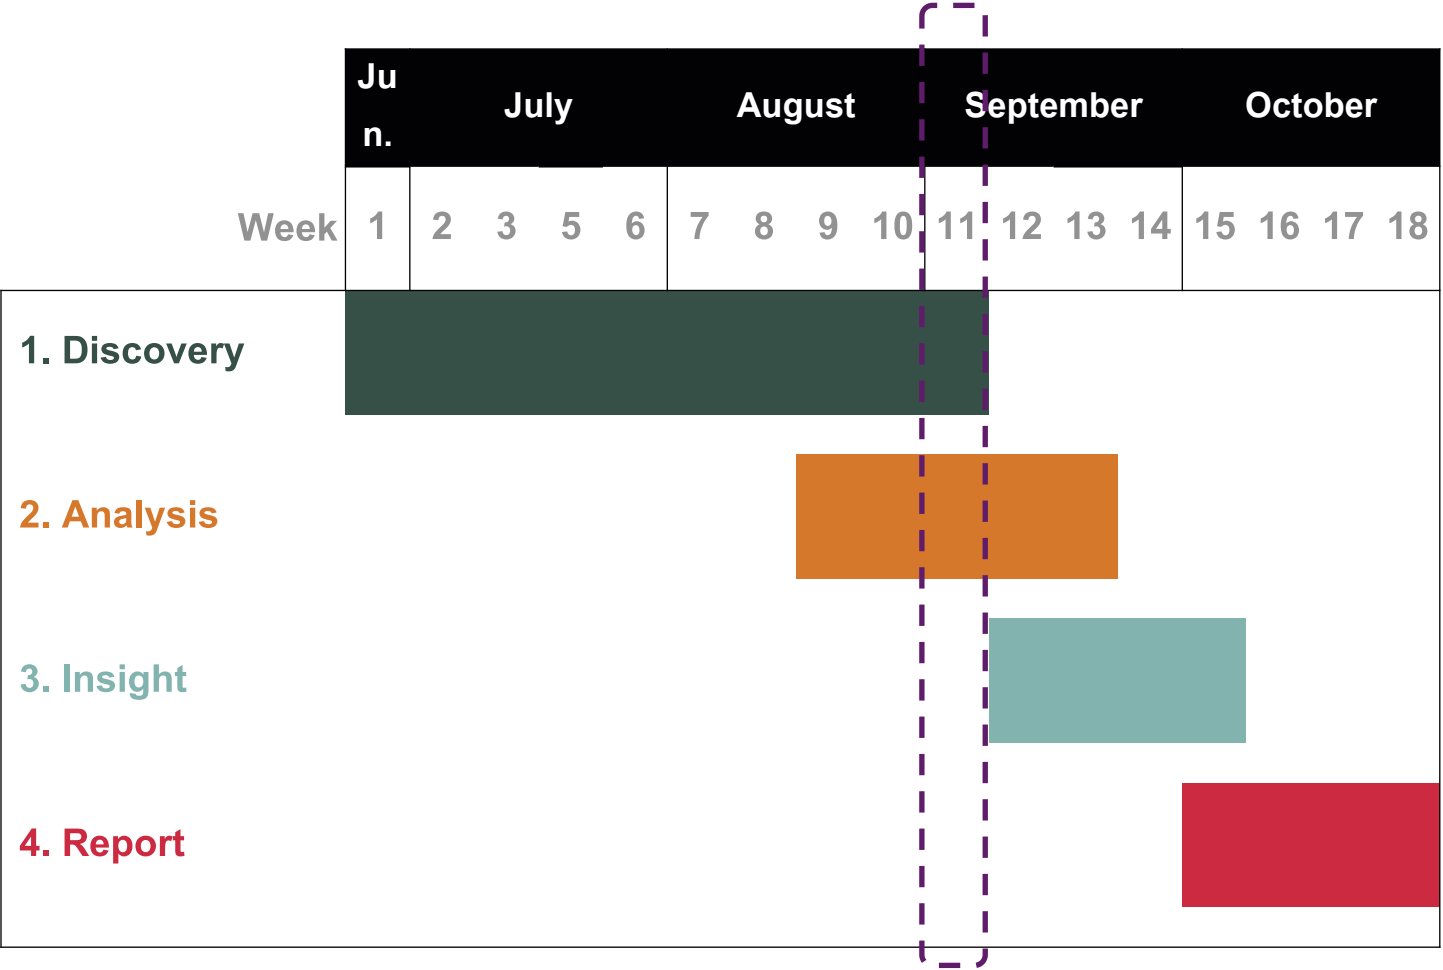 Ju
n.
July August September October
Week 1 2 3 5 6 7 8 9 10 11 12 13 14 15 16 17 18
1. Discovery
2. Analysis
3. Insight
4. Report